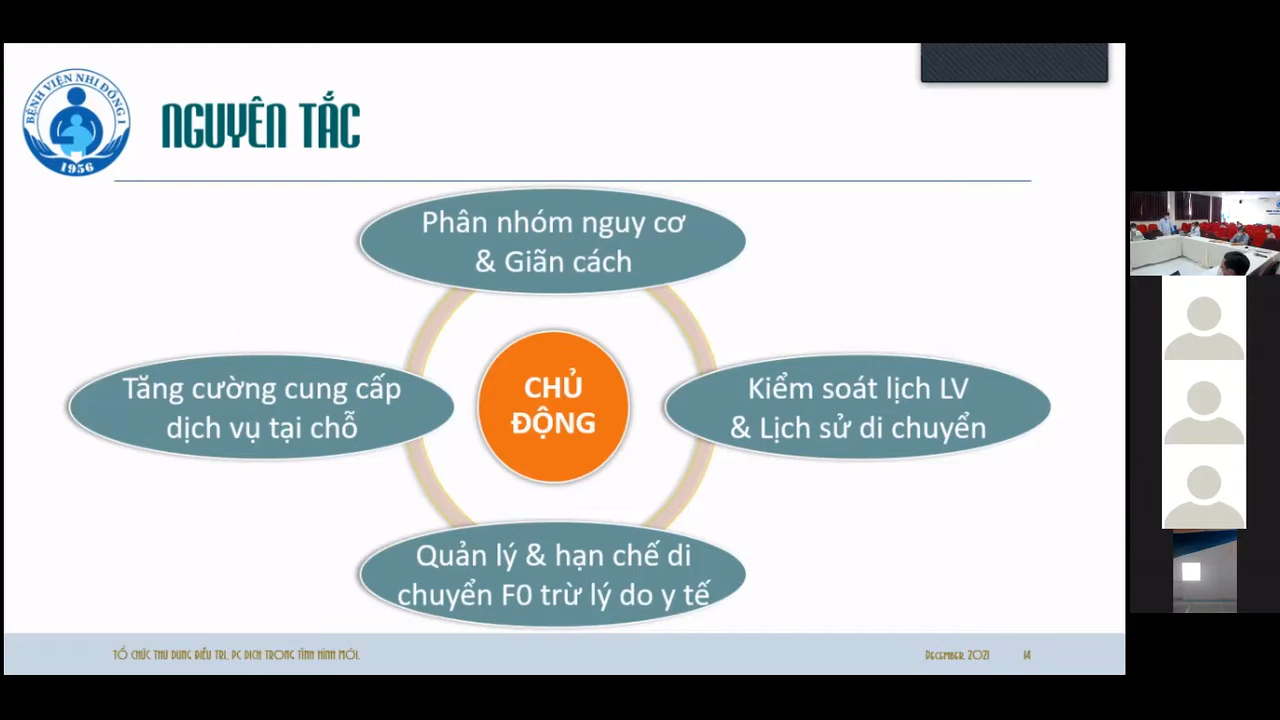 BỆNH VIỆN NHI ĐỒNG 1
1956
NGUYÊN TẮC
Phân nhóm nguy cơ
& Giãn cách
Tăng cường cung cấp
dịch vụ tại chỗ
CHỦ
ĐỘNG
Kiểm soát lịch LV
& Lịch sử di chuyển
Quản lý & hạn chế di
chuyển F0 trừ lý do y tế
TỔ CHỨC THU DUNG ĐIỀU TRỊ, PC DỊCH TRONG TÌNH HÌNH MỚI.
DECEMBER 2021
14